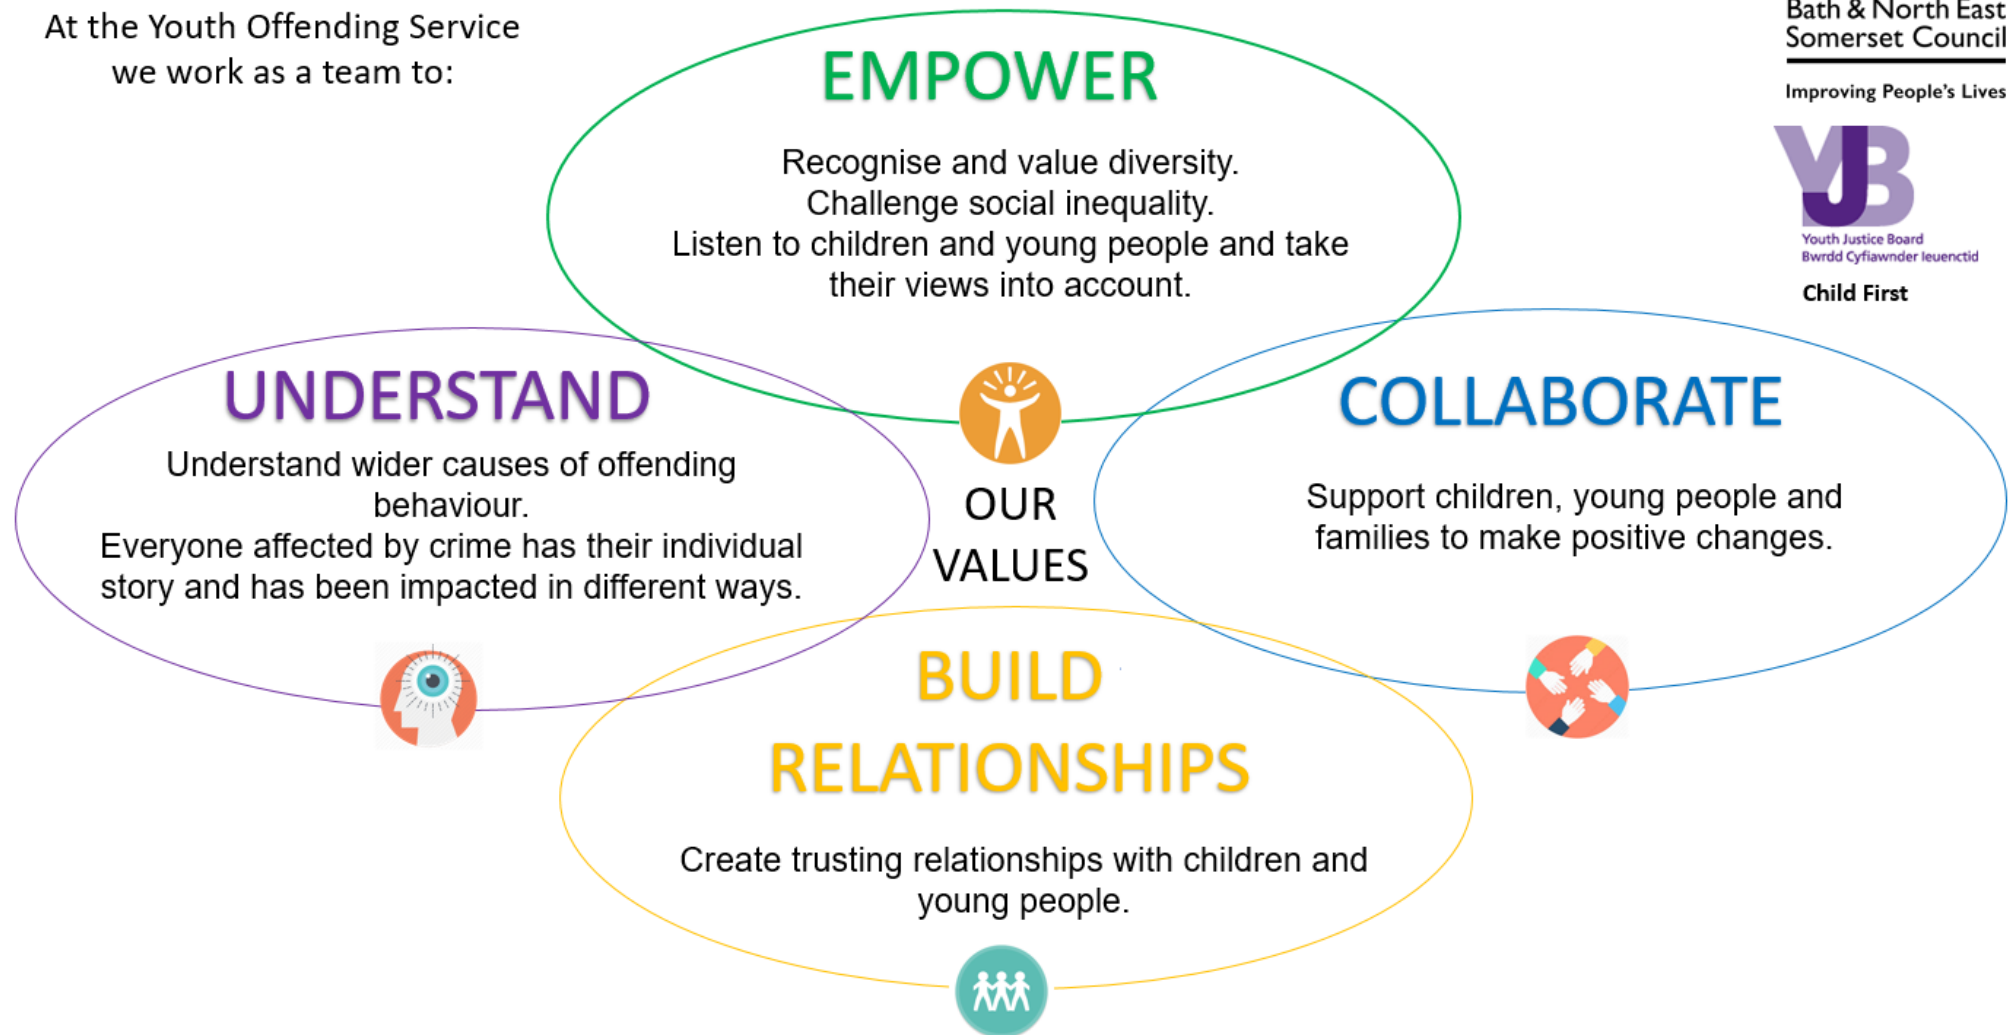 At the Youth Offending Service
we work as a team to:
Bath & North East
Somerset Council
Improving People's Lives
YJB
Youth Justice Board
Bwrdd Cyfiawnder Ieuenctid
Child First
EMPOWER
Recognise and value diversity.
Challenge social inequality.
Listen to children and young people and take
their views into account.
UNDERSTAND
Understand wider causes of offending
behaviour.
Everyone affected by crime has their individual
story and has been impacted in different ways.
OUR
VALUES
COLLABORATE
Support children, young people and
families to make positive changes.
BUILD
RELATIONSHIPS
Create trusting relationships with children and
young people.